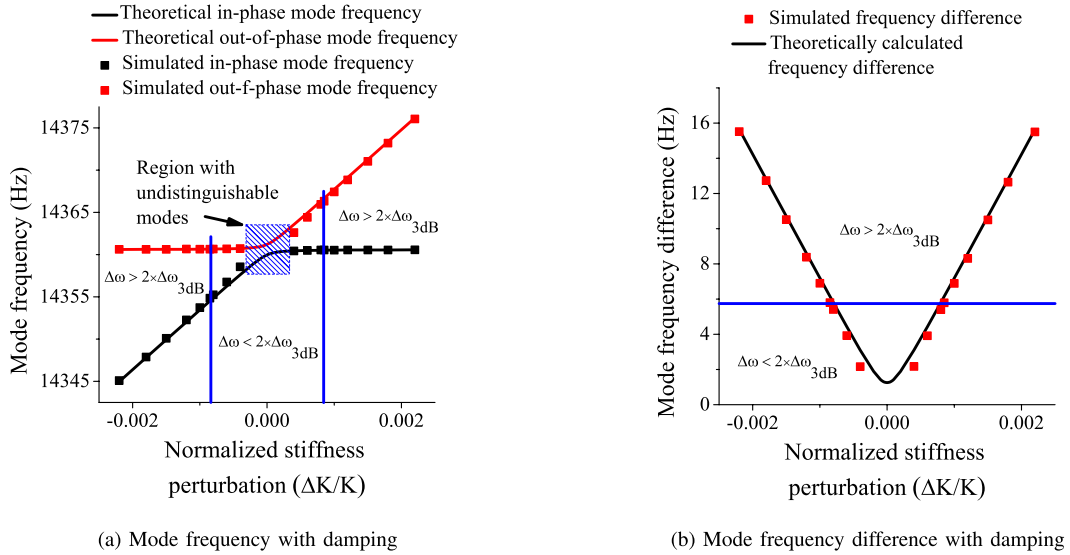 Theoretical in-phase mode frequency
Theoretical out-of-phase mode frequency
Simulated in-phase mode frequency
Simulated out-f-phase mode frequency
Mode frequency (Hz)
14375
14365
14355
14345
Region with
undistinguishable
modes
Δω > 2×Δω3dB
Δω > 2×Δω3dB
Δω < 2×Δω3dB
-0.002
0.000
0.002
Normalized stiffness
perturbation (ΔK/K)
(a) Mode frequency with damping
Simulated frequency difference
Theoretically calculated
frequency difference
Mode frequency difference (Hz)
16
12
8
4
0
Δω > 2×Δω3dB
Δω < 2×Δω3dB
-0.002
0.000
0.002
Normalized stiffness
perturbation (ΔK/K)
(b) Mode frequency difference with damping